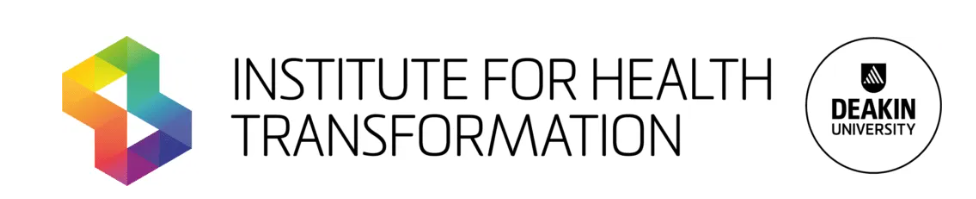 INSTITUTE FOR HEALTH
TRANSFORMATION
DEAKIN
UNIVERSITY